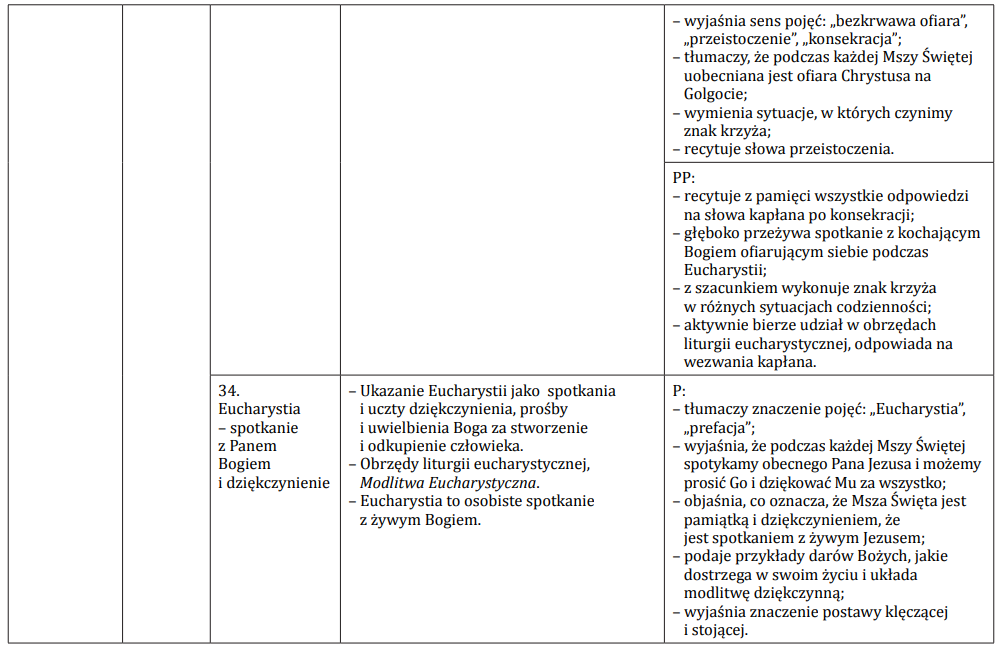 – wyjaśnia sens pojęć: „bezkrwawa ofiara”,
„przeistoczenie”, „konsekracja”;
– tłumaczy, że podczas każdej Mszy Świętej
uobecniana jest ofiara Chrystusa na
Golgocie;
– wymienia sytuacje, w których czynimy
znak krzyża;
– recytuje słowa przeistoczenia.
PP:
– recytuje z pamięci wszystkie odpowiedzi
na słowa kapłana po konsekracji;
– głęboko przeżywa spotkanie z kochającym
Bogiem ofiarującym siebie podczas
Eucharystii;
– z szacunkiem wykonuje znak krzyża
w różnych sytuacjach codzienności;
– aktywnie bierze udział w obrzędach
liturgii eucharystycznej, odpowiada na
wezwania kapłana.
34.
Eucharystia
– spotkanie
z Panem
Bogiem
i dziękczynienie
– Ukazanie Eucharystii jako spotkania
i uczty dziękczynienia, prośby
i uwielbienia Boga za stworzenie
i odkupienie człowieka.
– Obrzędy liturgii eucharystycznej,
Modlitwa Eucharystyczna.
– Eucharystia to osobiste spotkanie
z żywym Bogiem.
P:
– tłumaczy znaczenie pojęć: „Eucharystia”,
„prefacja”;
– wyjaśnia, że podczas każdej Mszy Świętej
spotykamy obecnego Pana Jezusa i możemy
prosić Go i dziękować Mu za wszystko;
– objaśnia, co oznacza, że Msza Święta jest
pamiątką i dziękczynieniem, że
jest spotkaniem z żywym Jezusem;
– podaje przykłady darów Bożych, jakie
dostrzega w swoim życiu i układa
modlitwę dziękczynną;
– wyjaśnia znaczenie postawy klęczącej
i stojącej.